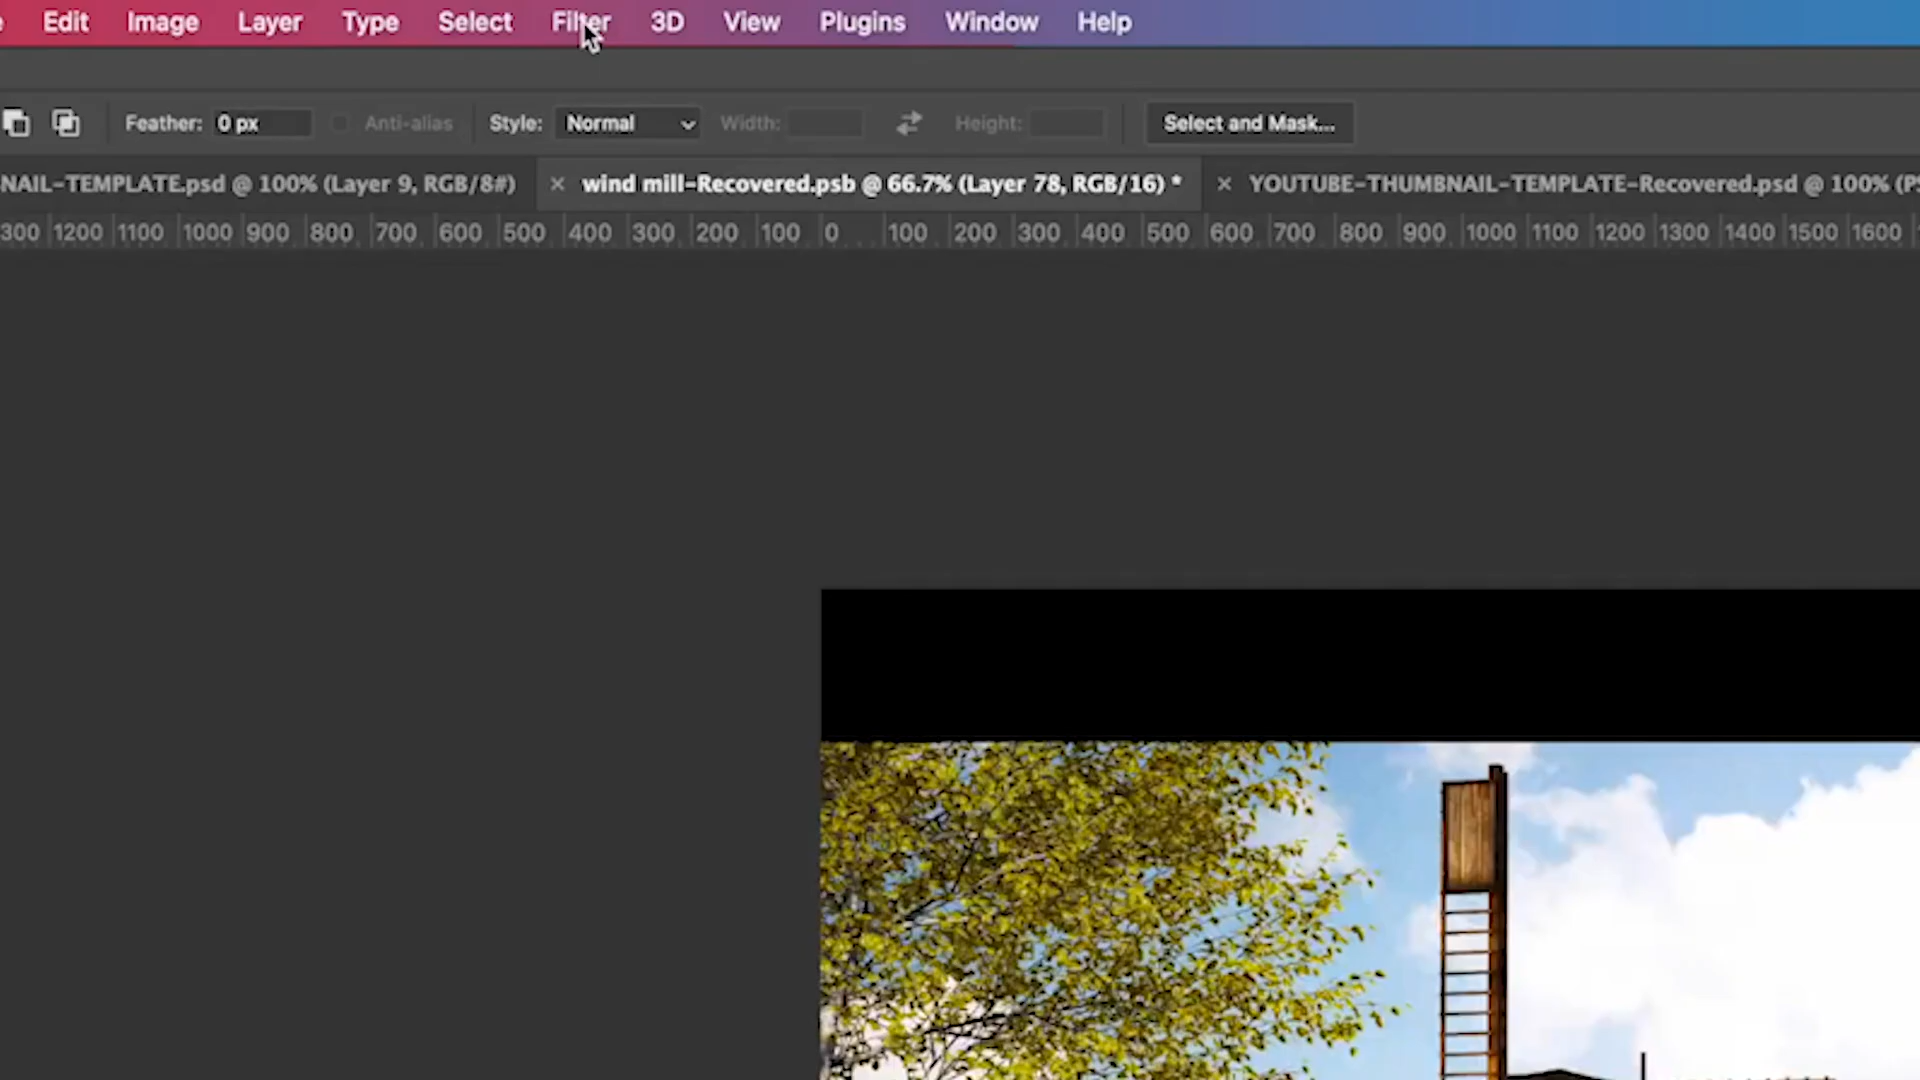 Edit Image Layer Type Select Filter 3D View Plugins Window Help
Feather: 0 px Anti-alias Style: Normal Width: Height: Select and Mask...
NAIL-TEMPLATE.psd @ 100% (Layer 9, RGB/8#) × wind mill-Recovered.psb @ 66.7% (Layer 78, RGB/16) * × YOUTUBE-THUMBNAIL-TEMPLATE-Recovered.psd @ 100% (P
300 1200 1100 1000 900 800 700 600 500 400 300 200 100 0 100 200 300 400 500 600 700 800 900 1000 1100 1200 1300 1400 1500 1600